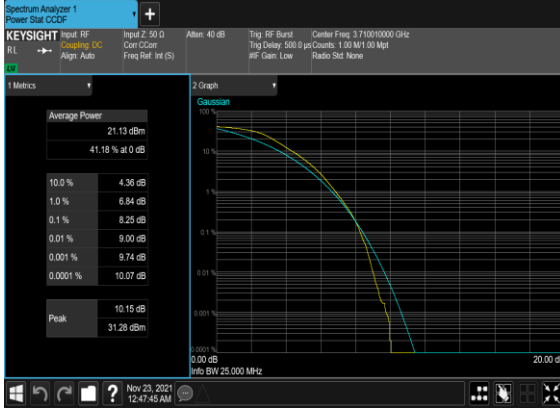 Spectrum Analyzer 1
Power Stat CCDF
+
KEYSIGHT Input: RF Input Z: 50 Ω Atten: 40 dB Trig: RF Burst Center Freq: 3.710010000 GHz
RL Coupling: DC Corr CCorr Trig Delay: 500.0 µs Counts: 1.00 M/1.00 Mpt
Align: Auto Freq Ref: Int (S) #IF Gain: Low Radio Std: None
1 Metrics
2 Graph
Average Power
21.13 dBm
41.18 % at 0 dB
10.0 % 4.36 dB
1.0 % 6.84 dB
0.1 % 8.25 dB
0.01 % 9.00 dB
0.001 % 9.74 dB
0.0001 % 10.07 dB
Peak
10.15 dB
31.28 dBm
Gaussian
100 %
10 %
1 %
0.1 %
0.01 %
0.001 %
0.0001 %
0.00 dB 20.00 d
Info BW 25.000 MHz
? Nov 23, 2021
12:47:45 AM